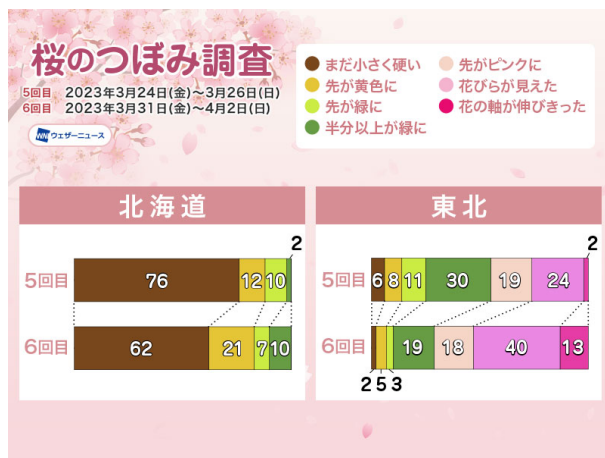 桜のつぼみ調査
5回目 2023年3月24日(金)～3月26日(日)
6回目 2023年3月31日(金)～4月2日(日)
WN ウェザーニュース
まだ小さく硬い
先が黄色に
先が緑に
半分以上が緑に
先がピンクに
花びらが見えた
花の軸が伸びきった
北海道
2
5回目 76 12 10
6回目 62 21 7 10
東北
2
5回目 6 8 11 30 19 24
6回目 19 18 40 13
2 5 3